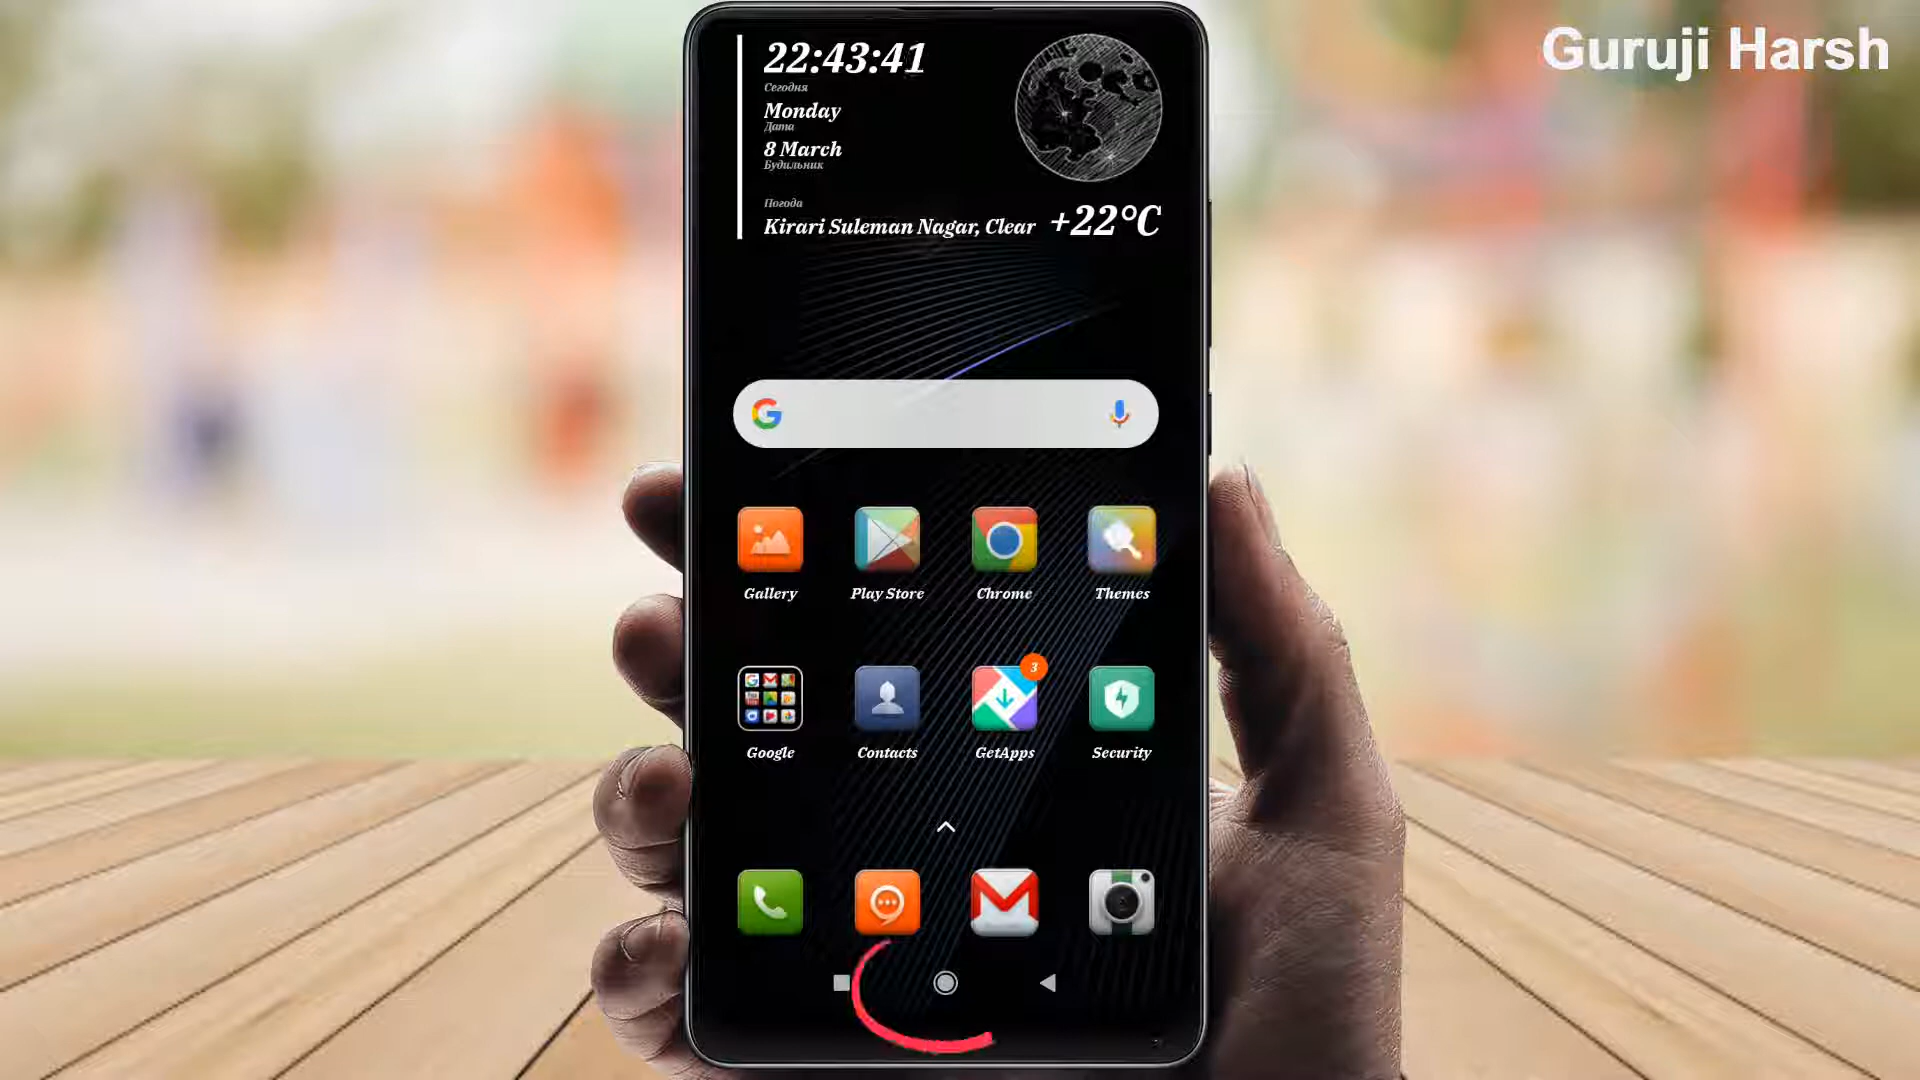 Guruji Harsh
22:43:41
Сегодня
Monday
Дата
8 March
Будильник
Погода
Kirari Suleman Nagar, Clear +22°C
Gallery Play Store Chrome Themes
3
Google Contacts GetApps Security